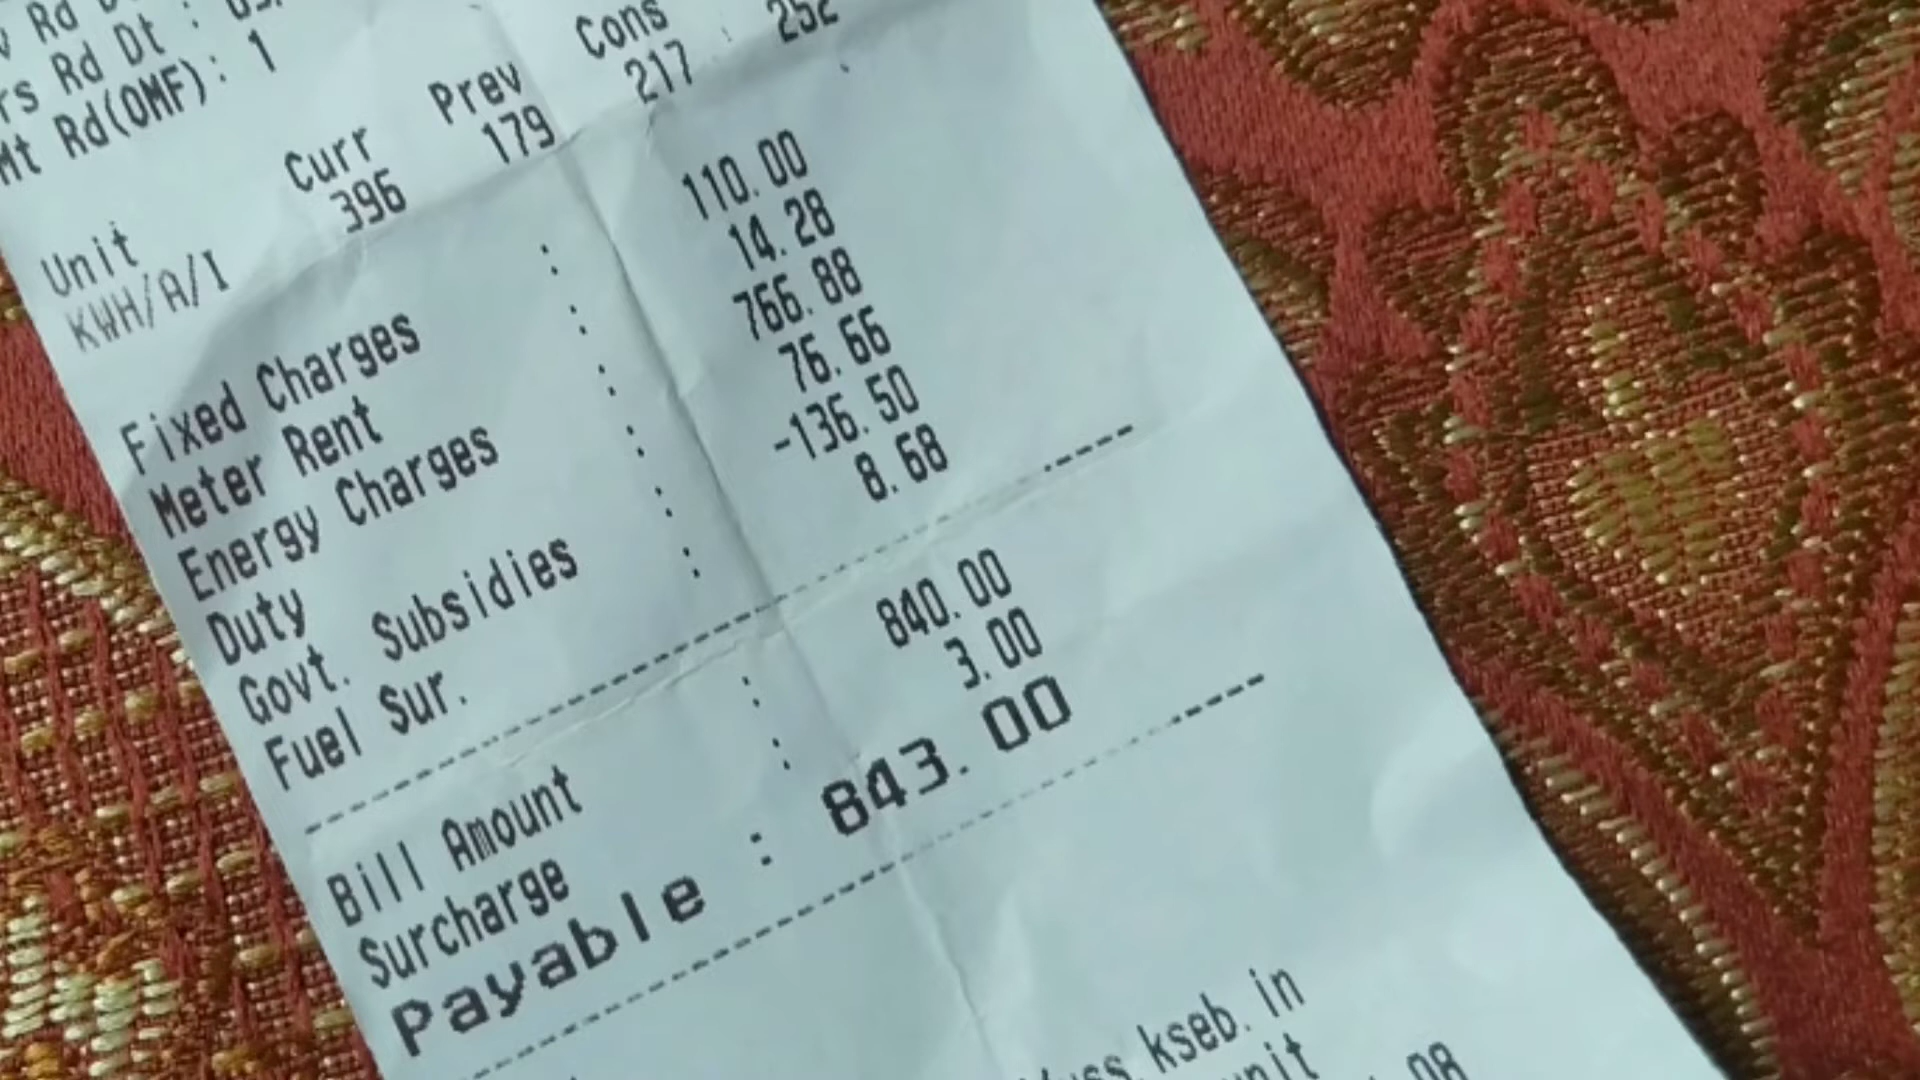 Rd
rs Rd Dt :
Mt Rd(OMF): 1
Unit Curr Prev Cons
KWH/A/I 396 179 217 252
Fixed Charges : 110.00
Meter Rent : 14.28
Energy Charges : 766.88
Duty : 76.66
Govt. Subsidies : -136.50
Fuel Sur. : 8.68
Bill Amount : 840.00
Surcharge : 3.00
Payable : 843.00
kseb.in
unit
08